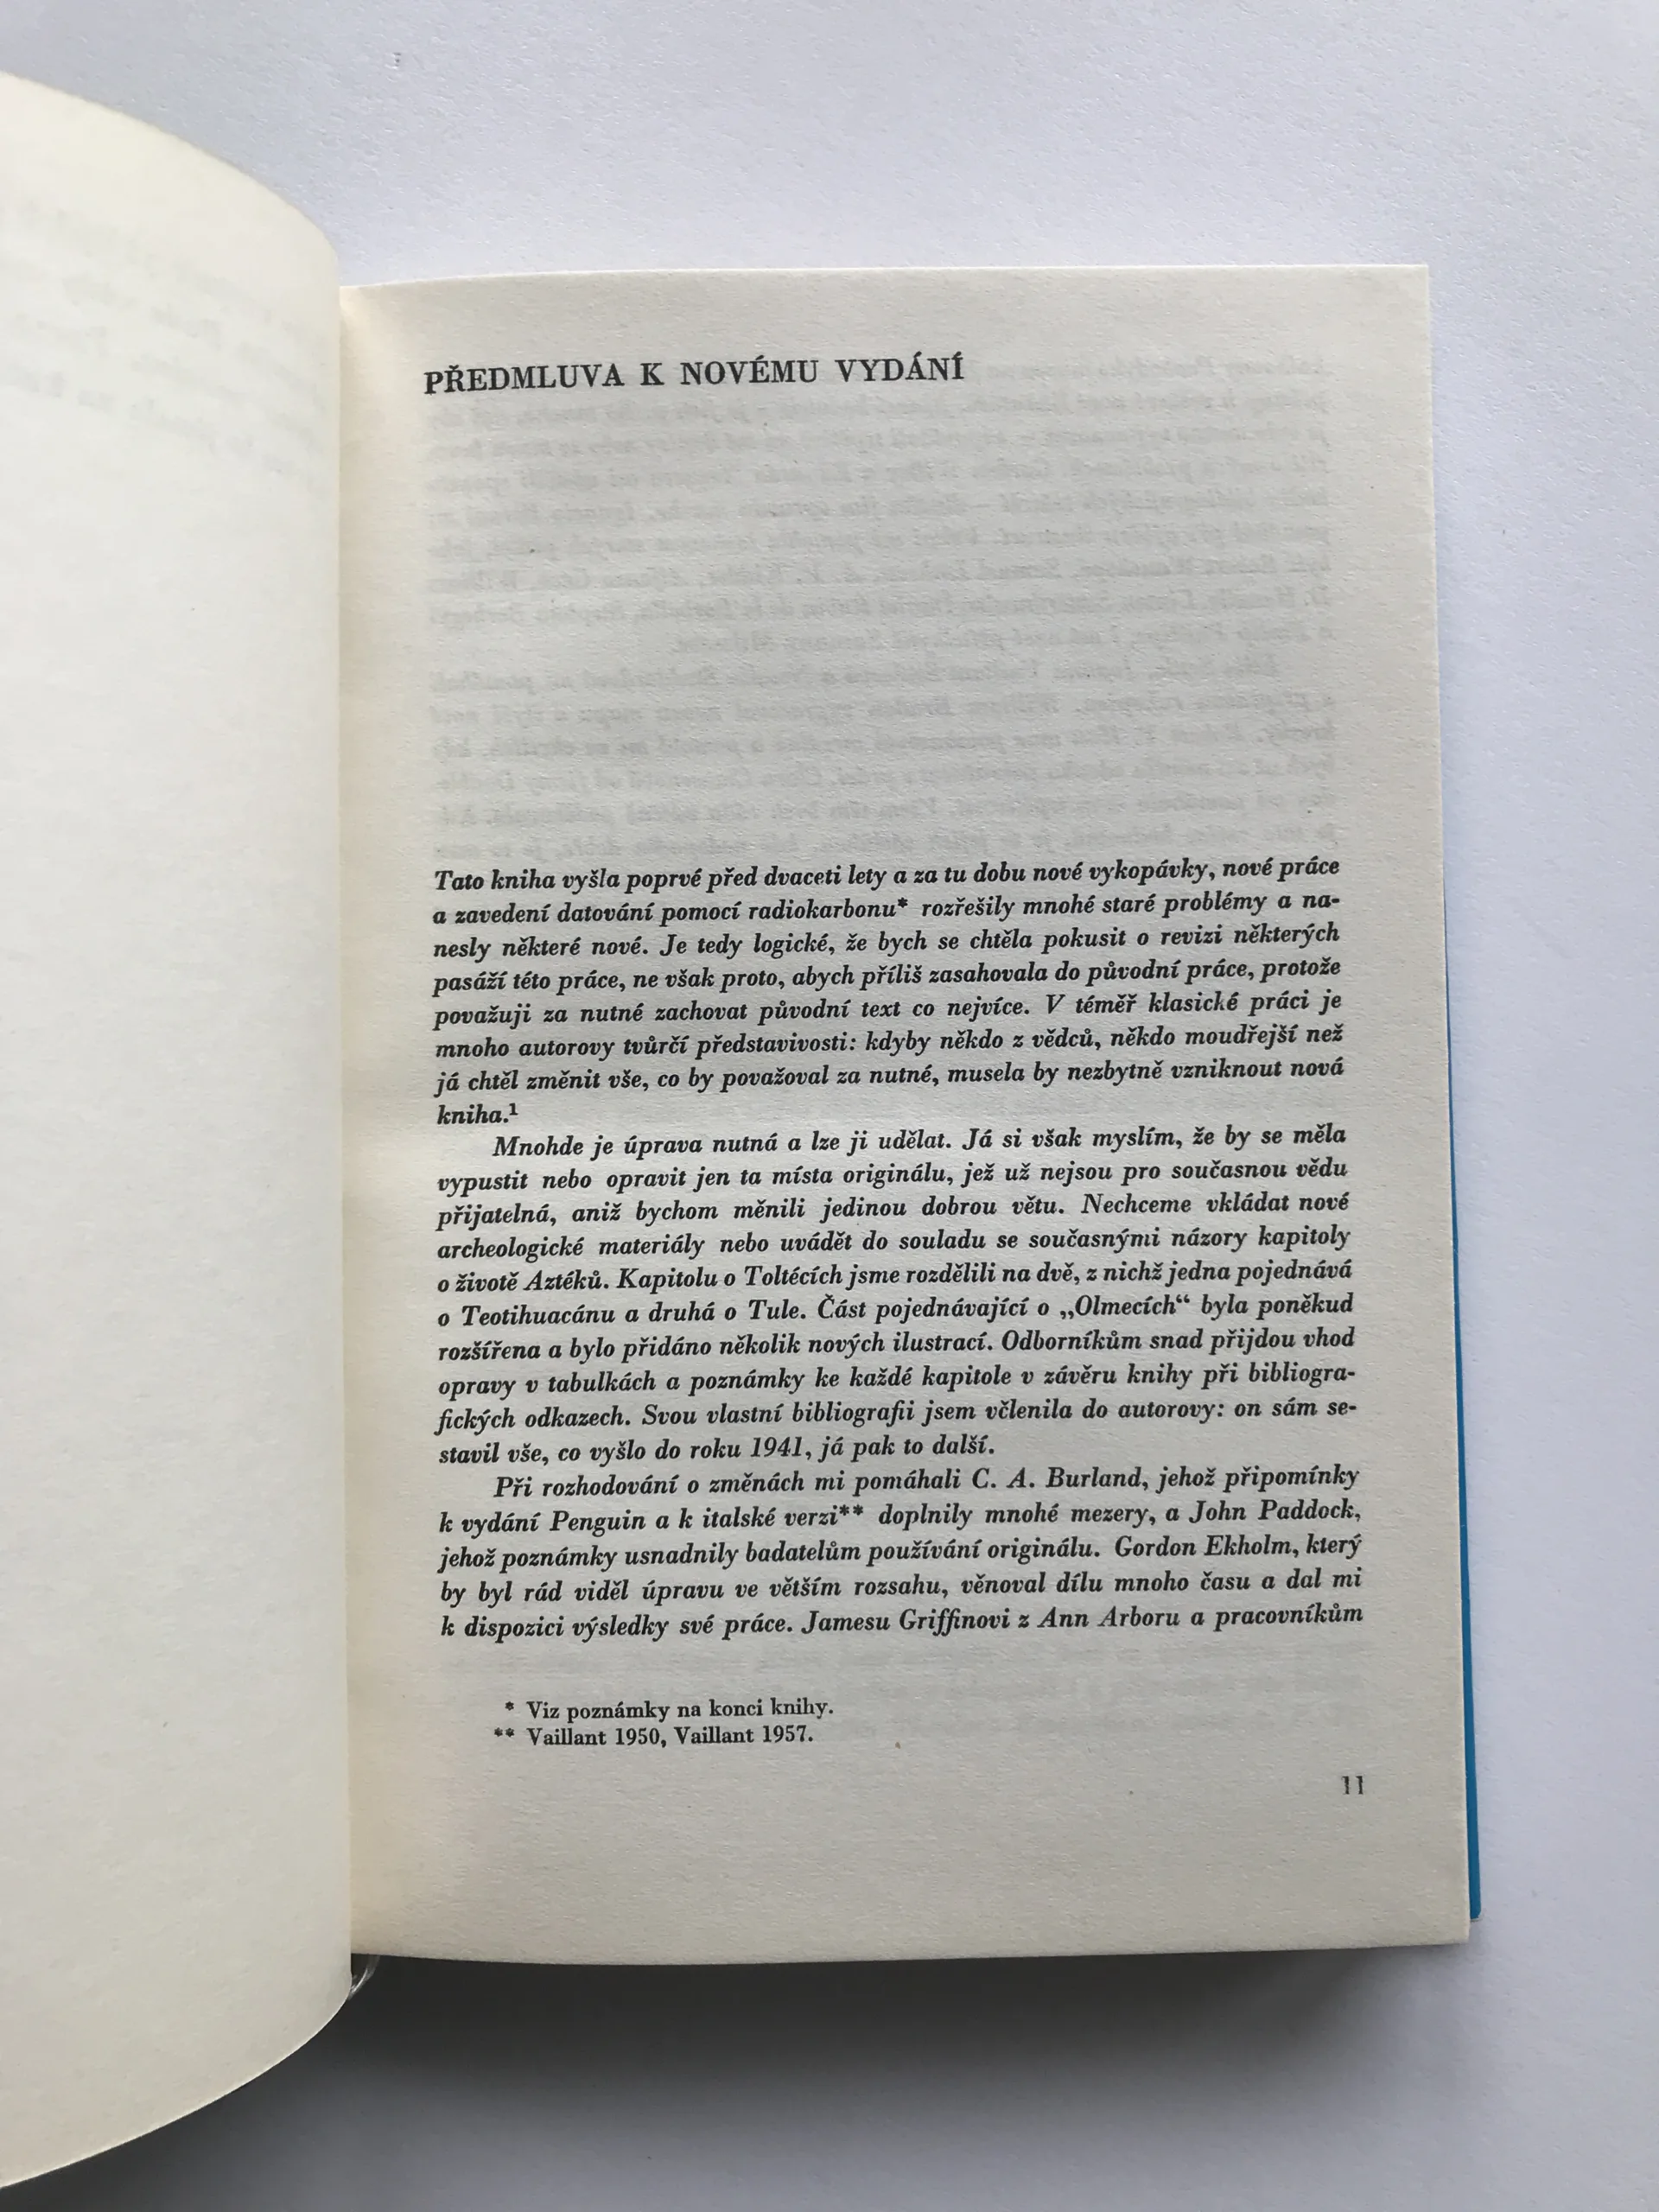 PŘEDMLUVA K NOVÉMU VYDÁNÍ
Tato kniha vyšla poprvé před dvaceti lety a za tu dobu nové vykopávky, nové práce
a zavedení datování pomocí radiokarbonu* rozřešily mnohé staré problémy a na-
nesly některé nové. Je tedy logické, že bych se chtěla pokusit o revizi některých
pasáží této práce, ne však proto, abych příliš zasahovala do původní práce, protože
považuji za nutné zachovat původní text co nejvíce. V téměř klasické práci je
mnoho autorovy tvůrčí představivosti: kdyby někdo z vědců, někdo moudřejší než
já chtěl změnit vše, co by považoval za nutné, musela by nezbytně vzniknout nová
kniha.¹
Mnohde je úprava nutná a lze ji udělat. Já si však myslím, že by se měla
vypustit nebo opravit jen ta místa originálu, jež už nejsou pro současnou vědu
přijatelná, aniž bychom měnili jedinou dobrou větu. Nechceme vkládat nové
archeologické materiály nebo uvádět do souladu se současnými názory kapitoly
o životě Aztéků. Kapitolu o Toltécích jsme rozdělili na dvě, z nichž jedna pojednává
o Teotihuacánu a druhá o Tule. Část pojednávající o „Olmecích“ byla poněkud
rozšířena a bylo přidáno několik nových ilustrací. Odborníkům snad přijdou vhod
opravy v tabulkách a poznámky ke každé kapitole v závěru knihy při bibliogra-
fických odkazech. Svou vlastní bibliografii jsem včlenila do autorovy: on sám se-
stavil vše, co vyšlo do roku 1941, já pak to další.
Při rozhodování o změnách mi pomáhali C. A. Burland, jehož připomínky
k vydání Penguin a k italské verzi** doplnily mnohé mezery, a John Paddock,
jehož poznámky usnadnily badatelům používání originálu. Gordon Ekholm, který
by byl rád viděl úpravu ve větším rozsahu, věnoval dílu mnoho času a dal mi
k dispozici výsledky své práce. Jamesu Griffinovi z Ann Arboru a pracovníkům
* Viz poznámky na konci knihy.
** Vaillant 1950, Vaillant 1957.
11